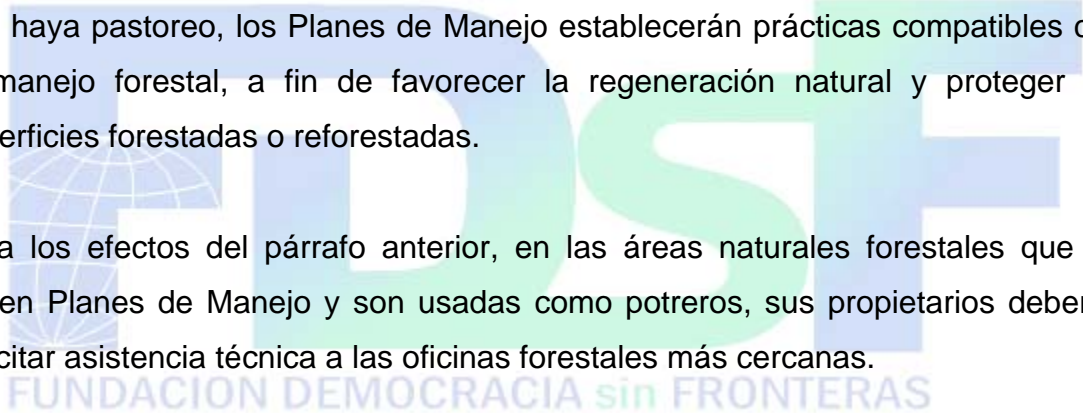 haya pastoreo, los Planes de Manejo establecerán prácticas compatibles
manejo forestal, a fin de favorecer la regeneración natural y proteger
erficies forestadas o reforestadas.
a los efectos del párrafo anterior, en las áreas naturales forestales que
en Planes de Manejo y son usadas como potreros, sus propietarios deber
citar asistencia técnica a las oficinas forestales más cercanas.
FDsF
FUNDACION DEMOCRACIA sin FRONTERAS